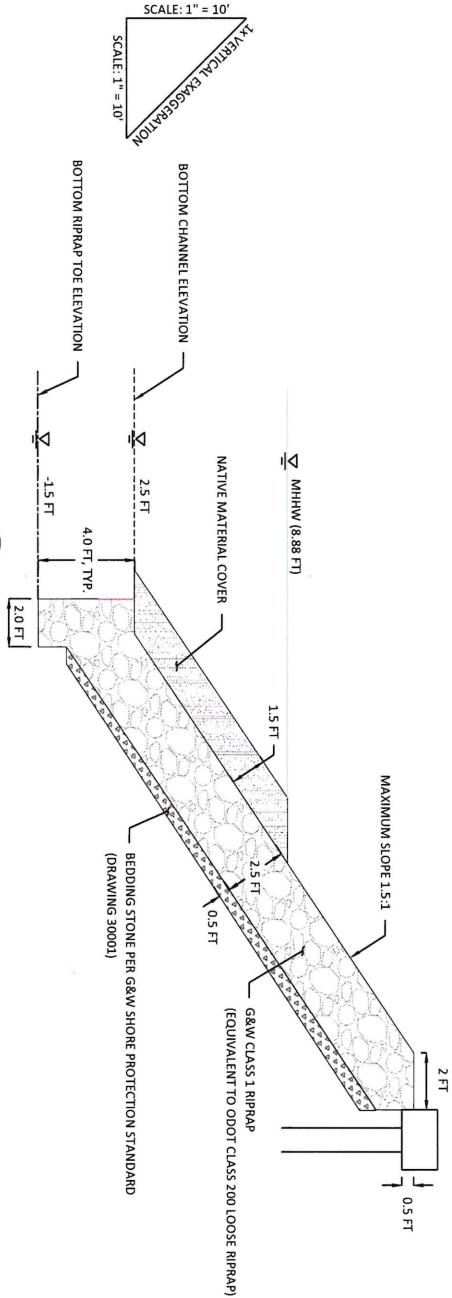 SCALE: 1" = 10'
1x VERTICAL EXAGGERATION
SCALE: 1" = 10'
BOTTOM RIPRAP TOE ELEVATION
BOTTOM CHANNEL ELEVATION
-1.5 FT
2.5 FT
MHHW (8.88 FT)
NATIVE MATERIAL COVER
4.0 FT, TYP.
2.0 FT
1.5 FT
2.5 FT
0.5 FT
MAXIMUM SLOPE 1.5:1
2 FT
0.5 FT
G&W CLASS 1 RIPRAP
(EQUIVALENT TO ODOT CLASS 200 LOOSE RIPRAP)
BEDDING STONE PER G&W SHORE PROTECTION STANDARD
(DRAWING 30001)